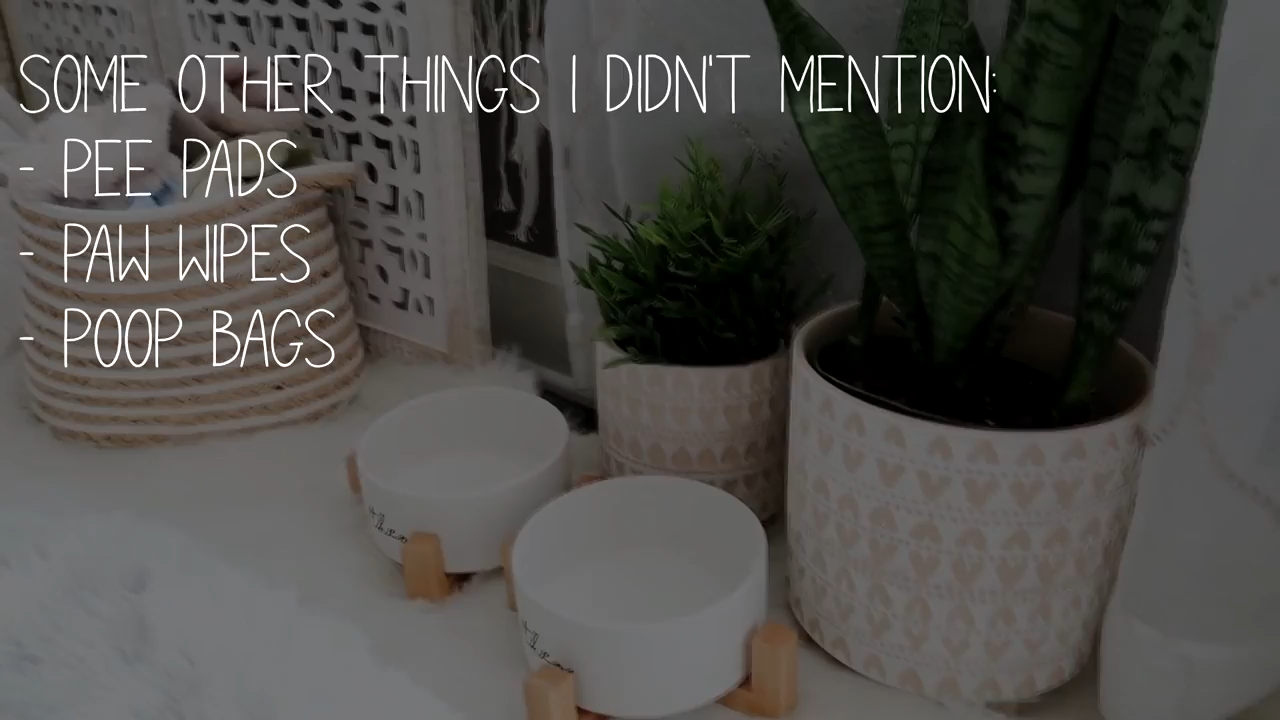 SOME OTHER THINGS I DIDN'T MENTION:
- PEE PADS
- PAW WIPES
- POOP BAGS